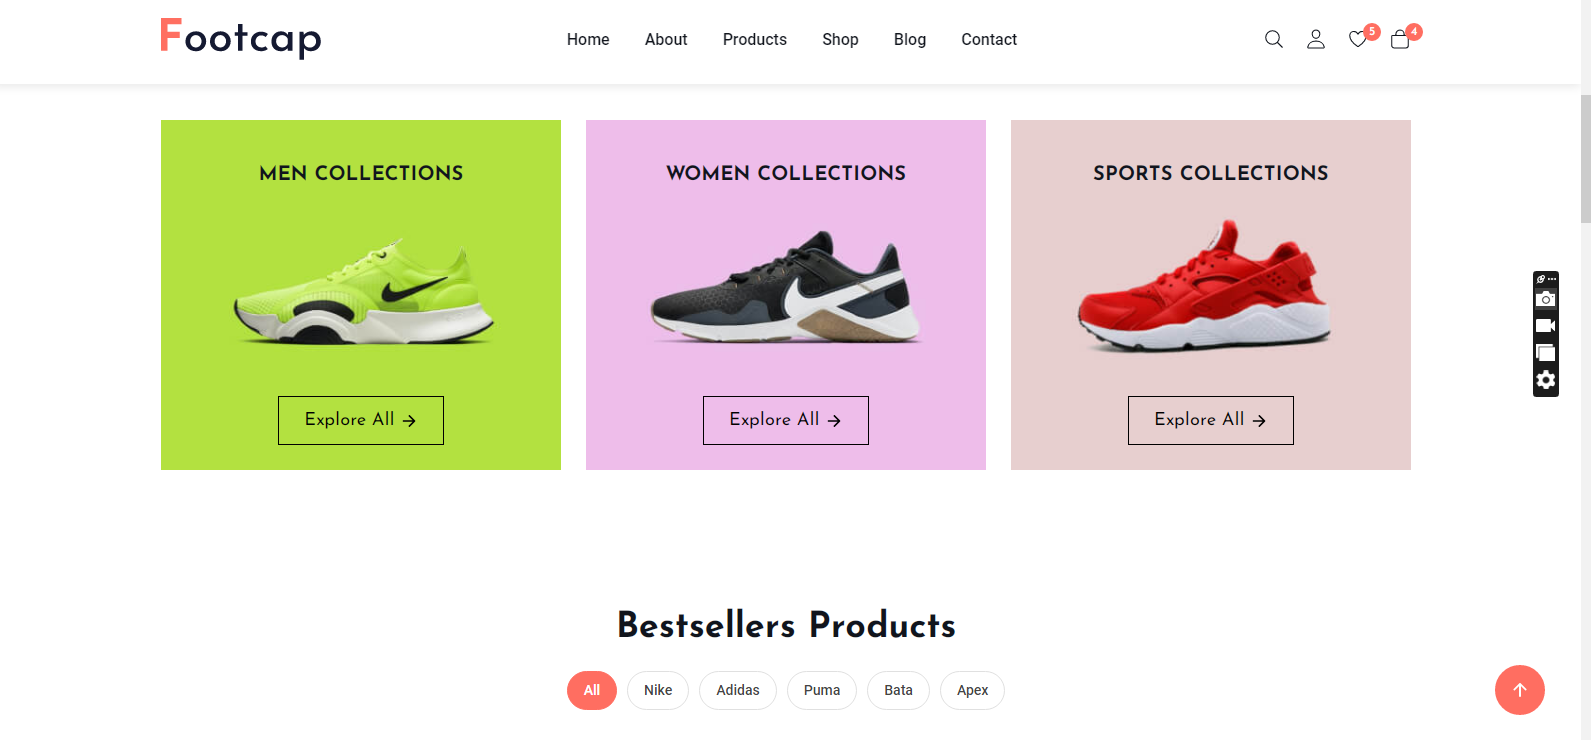 Footcap
Home About Products Shop Blog Contact
5 4
MEN COLLECTIONS
WOMEN COLLECTIONS
SPORTS COLLECTIONS
Explore All →
Explore All →
Explore All →
Bestsellers Products
All Nike Adidas Puma Bata Apex